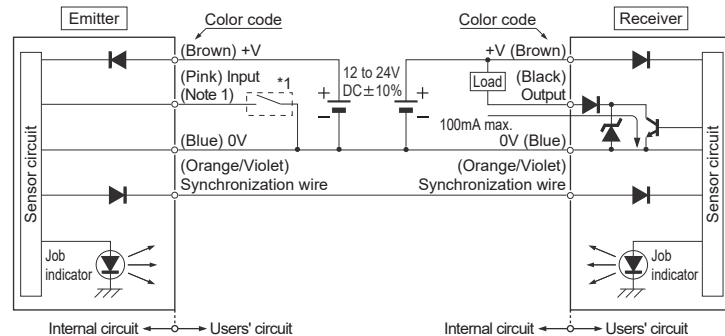 Emitter
Color code
Color code
Receiver
(Brown) +V
+V (Brown)
(Pink) Input
(Note 1)
*1
12 to 24V
DC±10%
+
−
+
−
Load
(Black)
Output
100mA max.
(Blue) 0V
0V (Blue)
(Orange/Violet)
Synchronization wire
(Orange/Violet)
Synchronization wire
Sensor circuit
Sensor circuit
Job
indicator
Job
indicator
Internal circuit
Users' circuit
Internal circuit
Users' circuit